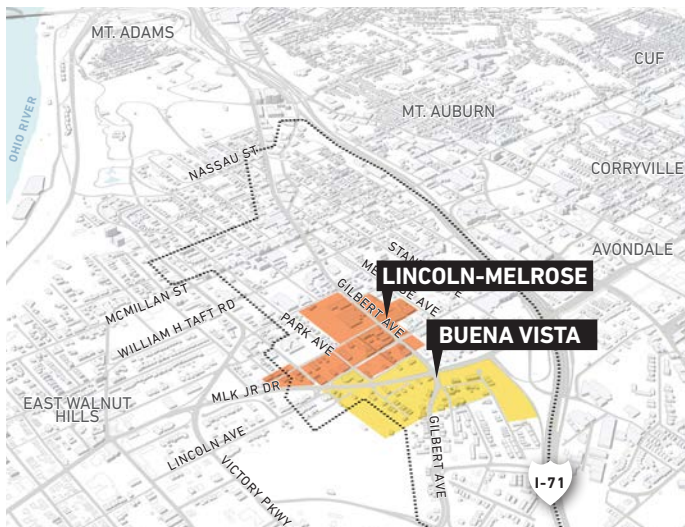 MT. ADAMS
CUF
OHIO RIVER
MT. AUBURN
NASSAU ST
CORRYVILLE
AVONDALE
LINCOLN-MELROSE
AVE
GILBERT AVE
MCMILLAN ST
WILLIAM H TAFT RD
PARK AVE
BUENA VISTA
MLK JR DR
EAST WALNUT
HILLS
LINCOLN AVE
GILBERT AVE
VICTORY PKWY
I-71